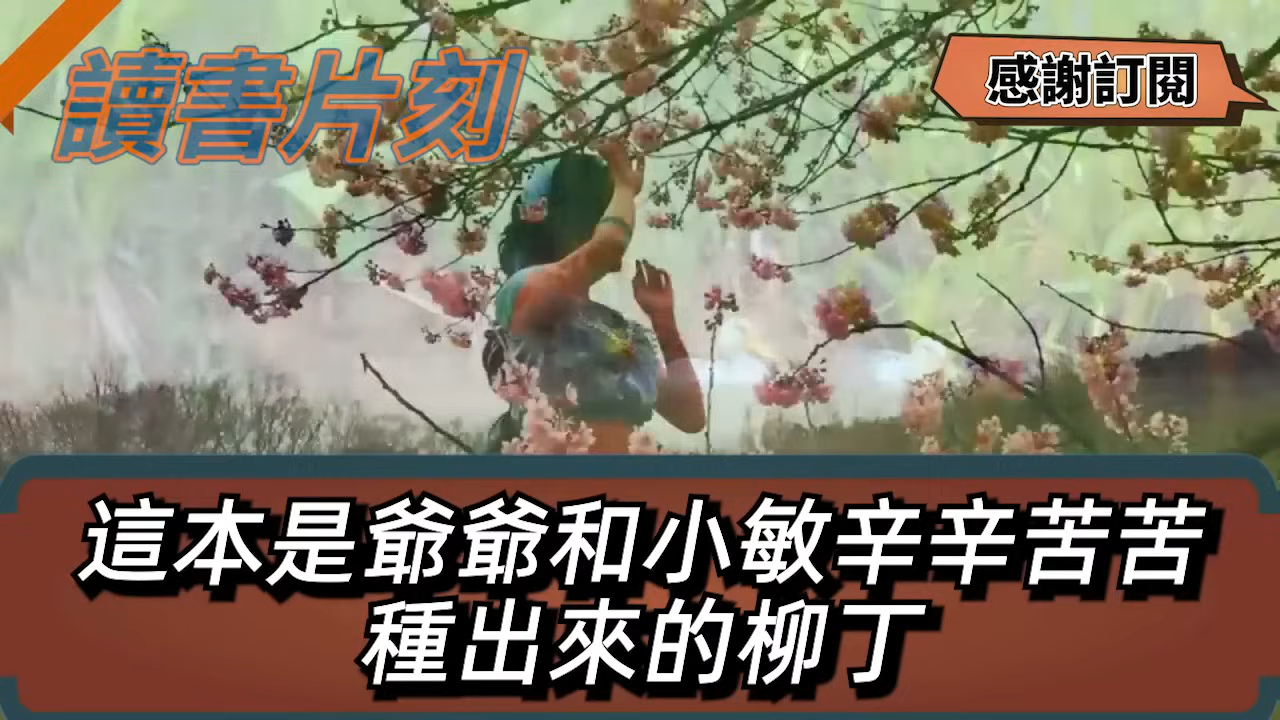 讀書片刻
感謝訂閱
這本是爺爺和小敏辛辛苦苦
種出來的柳丁